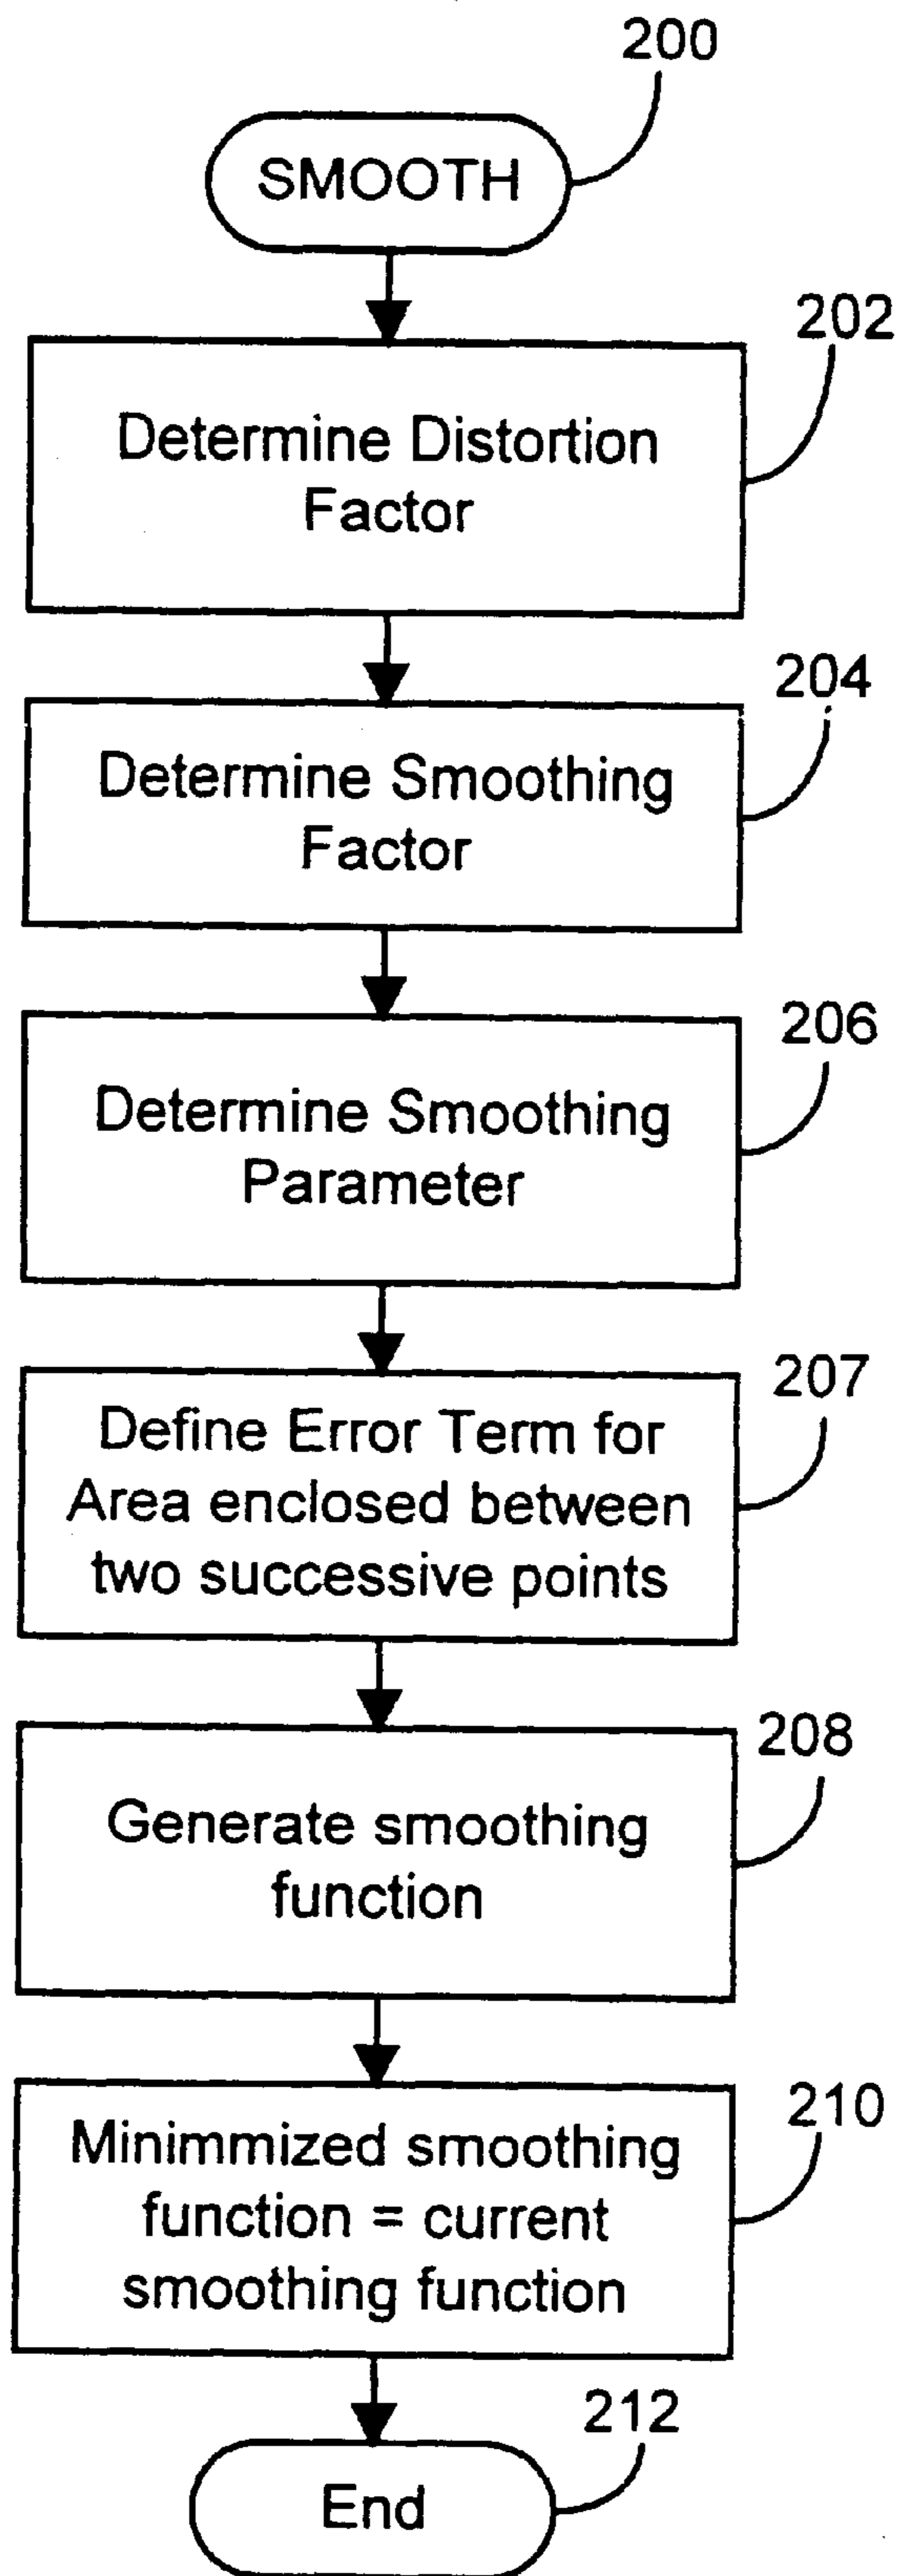 200
SMOOTH
202
Determine Distortion
Factor
204
Determine Smoothing
Factor
206
Determine Smoothing
Parameter
207
Define Error Term for
Area enclosed between
two successive points
208
Generate smoothing
function
210
Minimmized smoothing
function = current
smoothing function
212
End